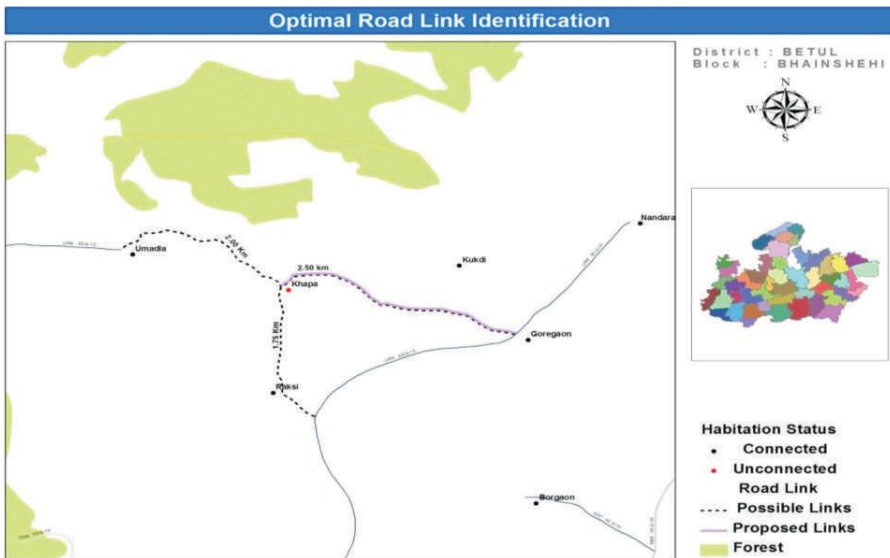 Optimal Road Link Identification
District : BETUL
Block : BHAINSHEHI
N
W E
S
Nandara
Umadia
2.00 Km
Kukdi
2.50 km
Khapa
1.75 Km
Goregaon
Raksi
Borgaon
Habitation Status
Connected
Unconnected
Road Link
Possible Links
Proposed Links
Forest